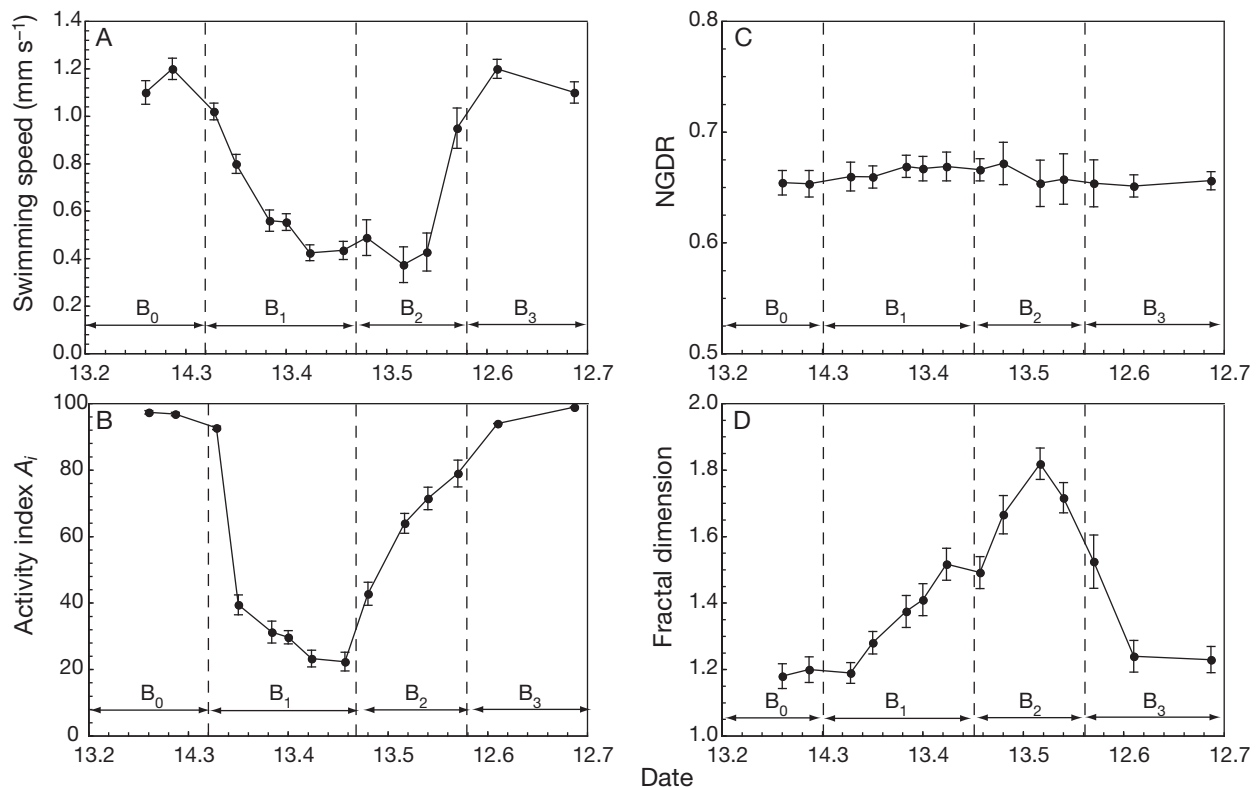 A
Swimming speed (mm s⁻¹)
1.4
1.2
1.0
0.8
0.6
0.4
0.2
0.0
B₀ B₁ B₂ B₃
13.2 14.3 13.4 13.5 12.6 12.7
C
NGDR
0.8
0.7
0.6
0.5
B₀ B₁ B₂ B₃
13.2 14.3 13.4 13.5 12.6 12.7
B
Activity index Aᵢ
100
80
60
40
20
0
B₀ B₁ B₂ B₃
13.2 14.3 13.4 13.5 12.6 12.7
D
Fractal dimension
2.0
1.8
1.6
1.4
1.2
1.0
B₀ B₁ B₂ B₃
13.2 14.3 13.4 13.5 12.6 12.7
Date